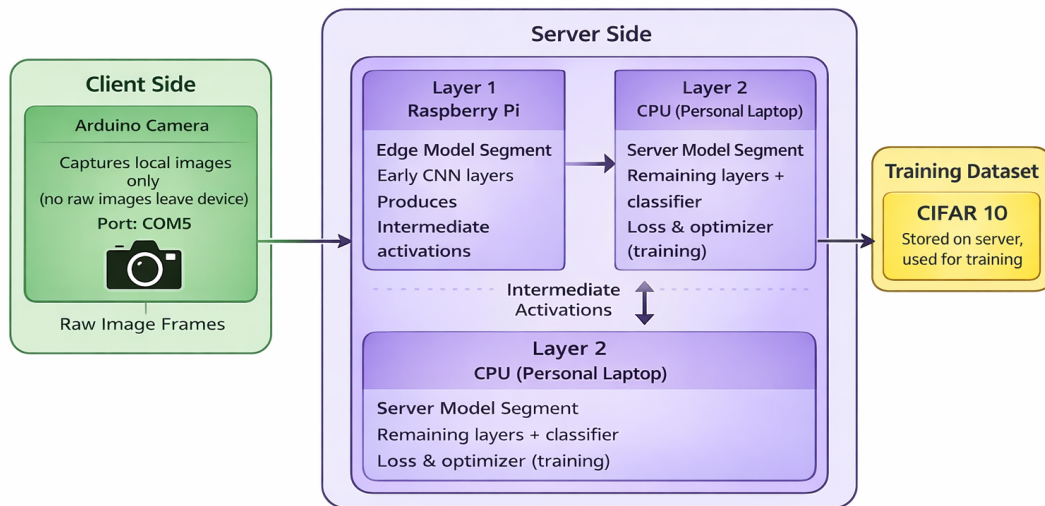 Server Side
Client Side
Arduino Camera
Captures local images
only
(no raw images leave device)
Port: COM5
Raw Image Frames
Layer 1
Raspberry Pi
Edge Model Segment
Early CNN layers
Produces
Intermediate
activations
Layer 2
CPU (Personal Laptop)
Server Model Segment
Remaining layers +
classifier
Loss & optimizer
(training)
Intermediate
Activations
Layer 2
CPU (Personal Laptop)
Server Model Segment
Remaining layers + classifier
Loss & optimizer (training)
Training Dataset
CIFAR 10
Stored on server,
used for training